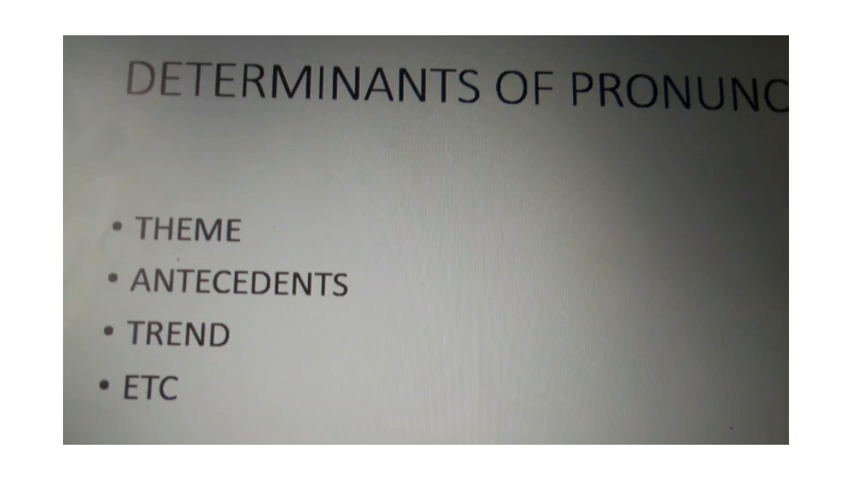 DETERMINANTS OF PRONUNC
• THEME
• ANTECEDENTS
• TREND
• ETC